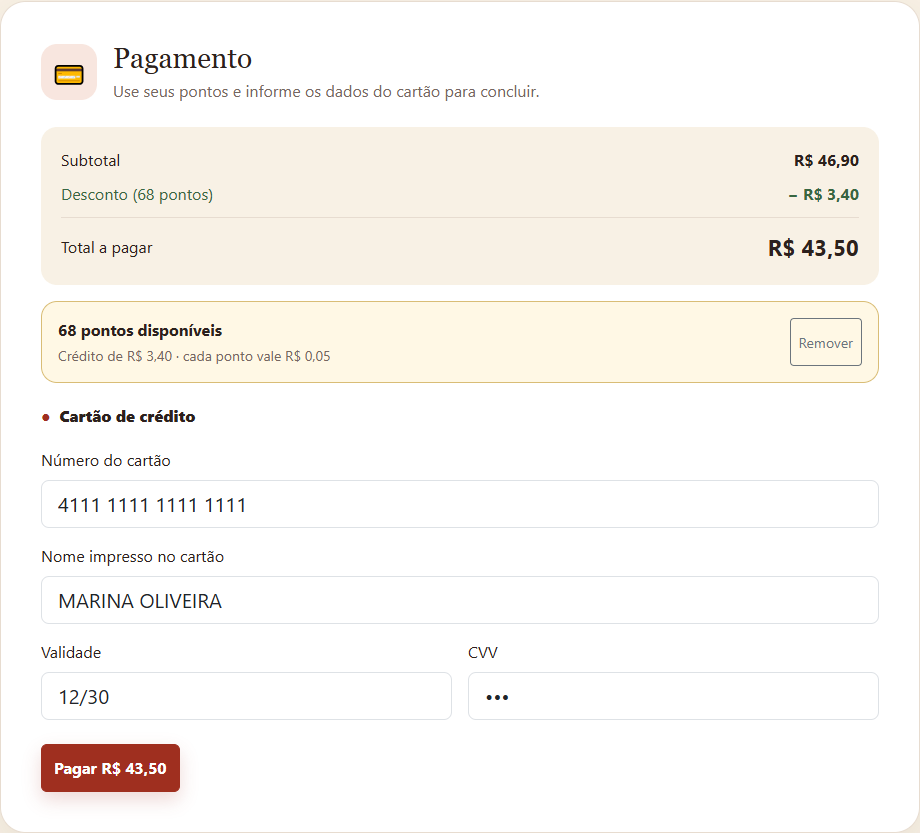 Pagamento
Use seus pontos e informe os dados do cartão para concluir.
Subtotal R$ 46,90
Desconto (68 pontos) – R$ 3,40
Total a pagar R$ 43,50
68 pontos disponíveis
Crédito de R$ 3,40 · cada ponto vale R$ 0,05
Remover
Cartão de crédito
Número do cartão
4111 1111 1111 1111
Nome impresso no cartão
MARINA OLIVEIRA
Validade CVV
12/30 •••
Pagar R$ 43,50